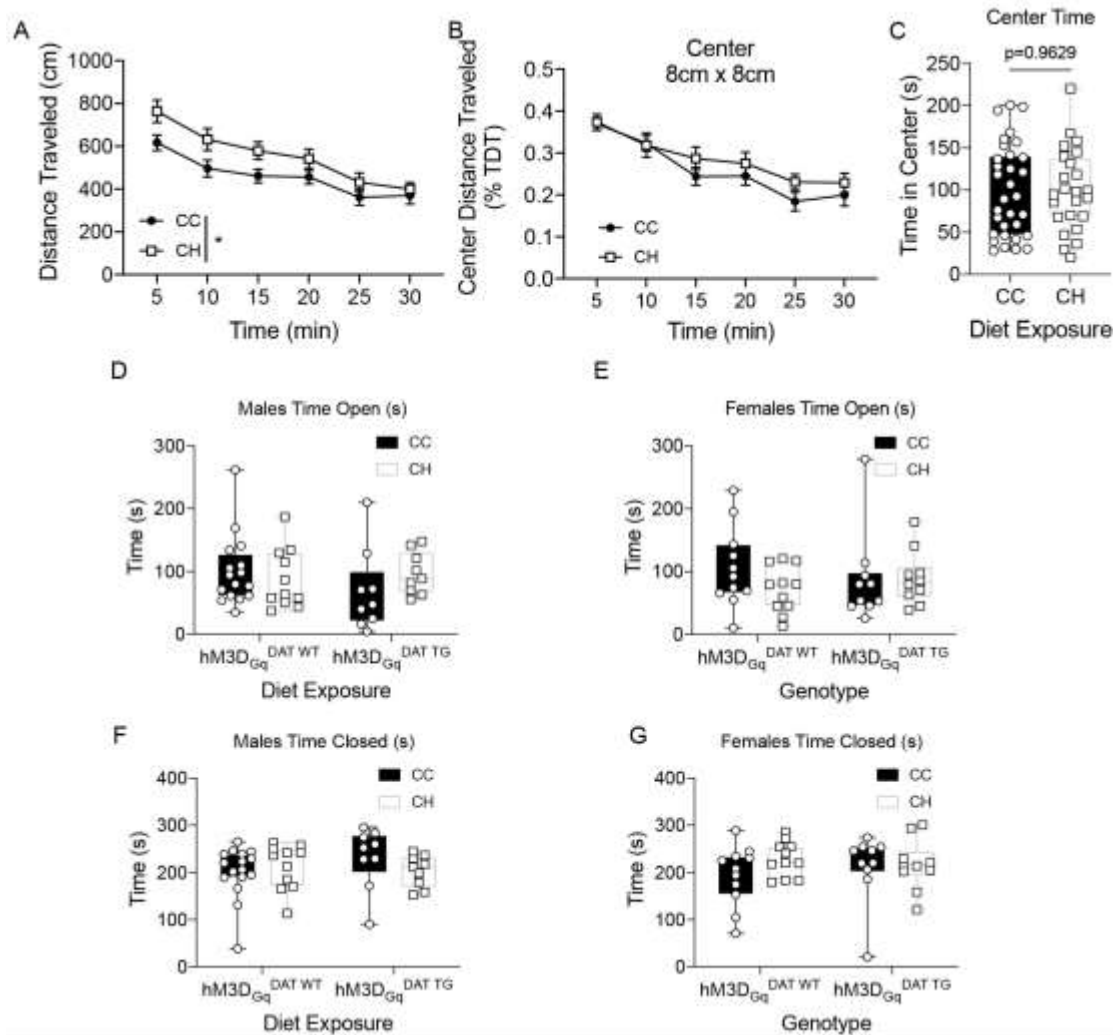 A
Distance Traveled (cm)
1000
800
600
400
200
0
CC
CH
*
5 10 15 20 25 30
Time (min)
B
Center
8cm x 8cm
Center Distance Traveled
(% TDT)
0.5
0.4
0.3
0.2
0.1
0.0
CC
CH
5 10 15 20 25 30
Time (min)
C
Center Time
p=0.9629
Time in Center (s)
250
200
150
100
50
0
CC CH
Diet Exposure
D
Males Time Open (s)
CC
CH
Time (s)
300
200
100
0
hM3DGq DAT WT hM3DGq DAT TG
Diet Exposure
E
Females Time Open (s)
CC
CH
Time (s)
300
200
100
0
hM3DGq DAT WT hM3DGq DAT TG
Genotype
F
Males Time Closed (s)
CC
CH
Time (s)
400
300
200
100
0
hM3DGq DAT WT hM3DGq DAT TG
Diet Exposure
G
Females Time Closed (s)
CC
CH
Time (s)
400
300
200
100
0
hM3DGq DAT WT hM3DGq DAT TG
Genotype